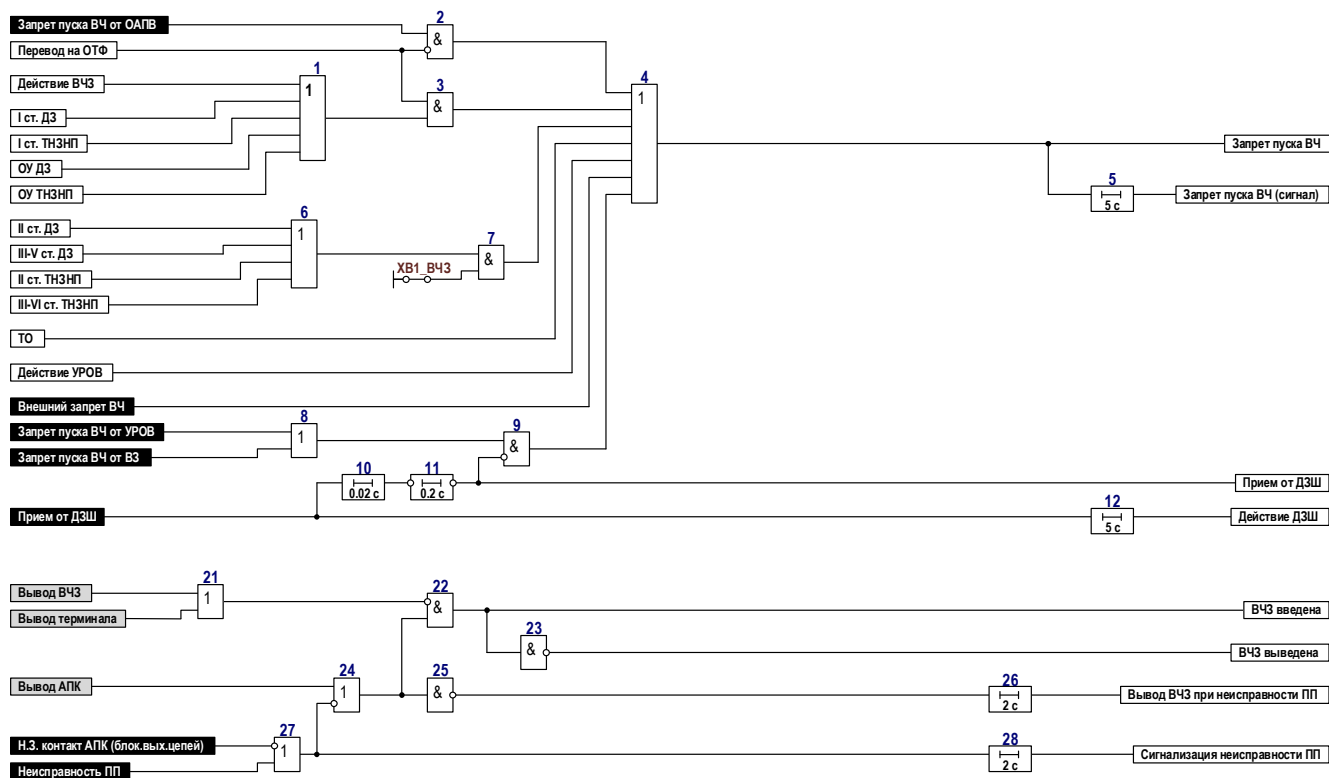 Запрет пуска ВЧ от ОАПВ
2
&
Перевод на ОТФ
Действие ВЧЗ
1
1
3
&
4
1
I ст. ДЗ
I ст. ТНЗНП
Запрет пуска ВЧ
ОУ ДЗ
5
5 с
Запрет пуска ВЧ (сигнал)
ОУ ТНЗНП
II ст. ДЗ
6
1
III-V ст. ДЗ
7
&
XB1_ВЧЗ
II ст. ТНЗНП
III-VI ст. ТНЗНП
ТО
Действие УРОВ
Внешний запрет ВЧ
Запрет пуска ВЧ от УРОВ
8
1
9
&
Запрет пуска ВЧ от ВЗ
10
0.02 с
11
0.2 с
Прием от ДЗШ
Прием от ДЗШ
12
5 с
Действие ДЗШ
Вывод ВЧЗ
21
1
22
&
ВЧЗ введена
Вывод терминала
23
&
ВЧЗ выведена
Вывод АПК
24
1
25
&
26
2 с
Вывод ВЧЗ при неисправности ПП
Н.З. контакт АПК (блок.вых.цепей)
27
1
28
2 с
Сигнализация неисправности ПП
Неисправность ПП